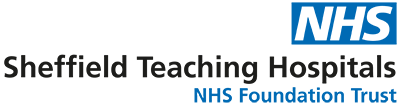 NHS
Sheffield Teaching Hospitals
NHS Foundation Trust